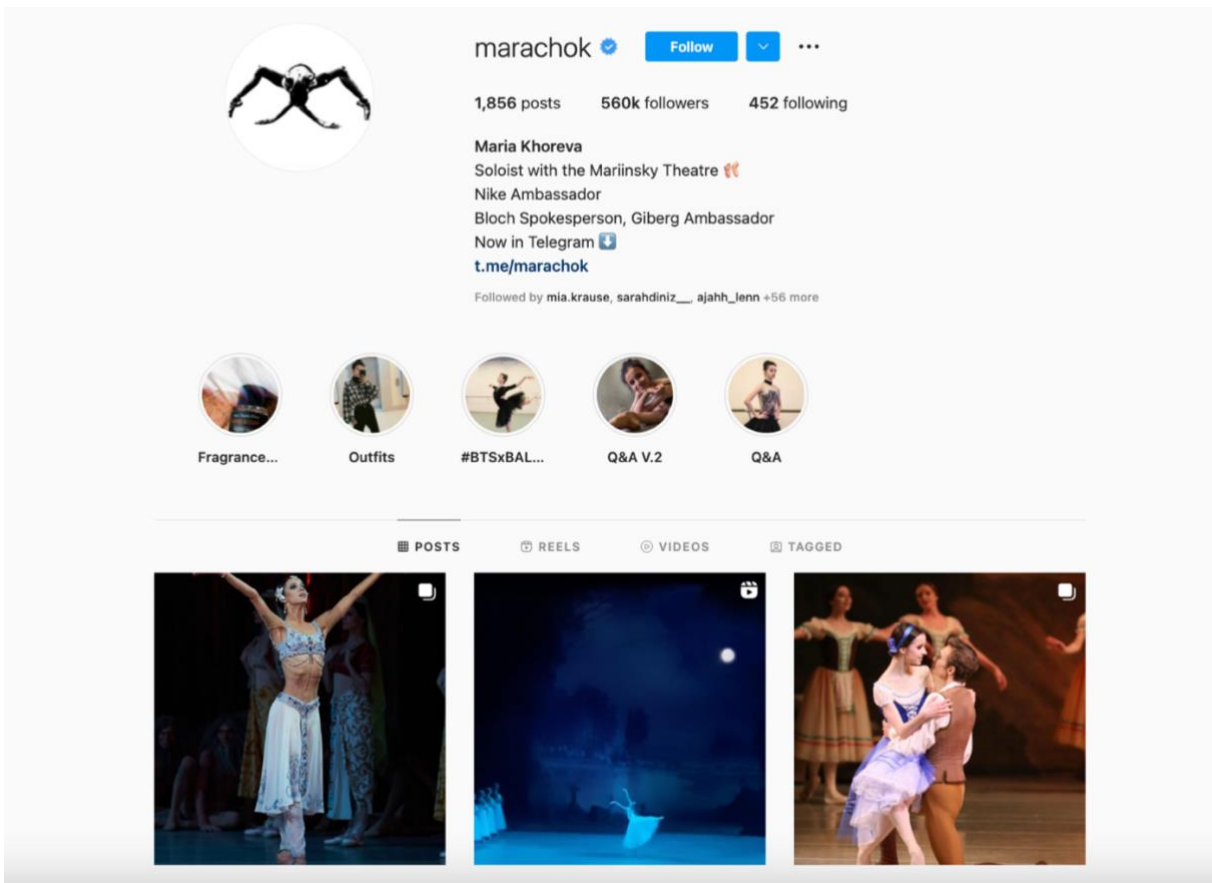 marachok Follow
1,856 posts 560k followers 452 following
Maria Khoreva
Soloist with the Mariinsky Theatre 👣
Nike Ambassador
Bloch Spokesperson, Giberg Ambassador
Now in Telegram ⬇️
t.me/marachok
Followed by mia.krause, sarahdiniz__, ajahh_lenn +56 more
Fragrance... Outfits #BTSxBAL... Q&A V.2 Q&A
POSTS REELS VIDEOS TAGGED